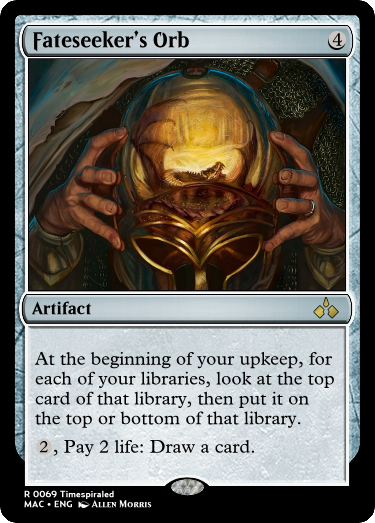 Fateseeker's Orb 4
Artifact
At the beginning of your upkeep, for
each of your libraries, look at the top
card of that library, then put it on
the top or bottom of that library.
2 , Pay 2 life: Draw a card.
R 0069 Timespiraled
MAC • ENG Allen Morris